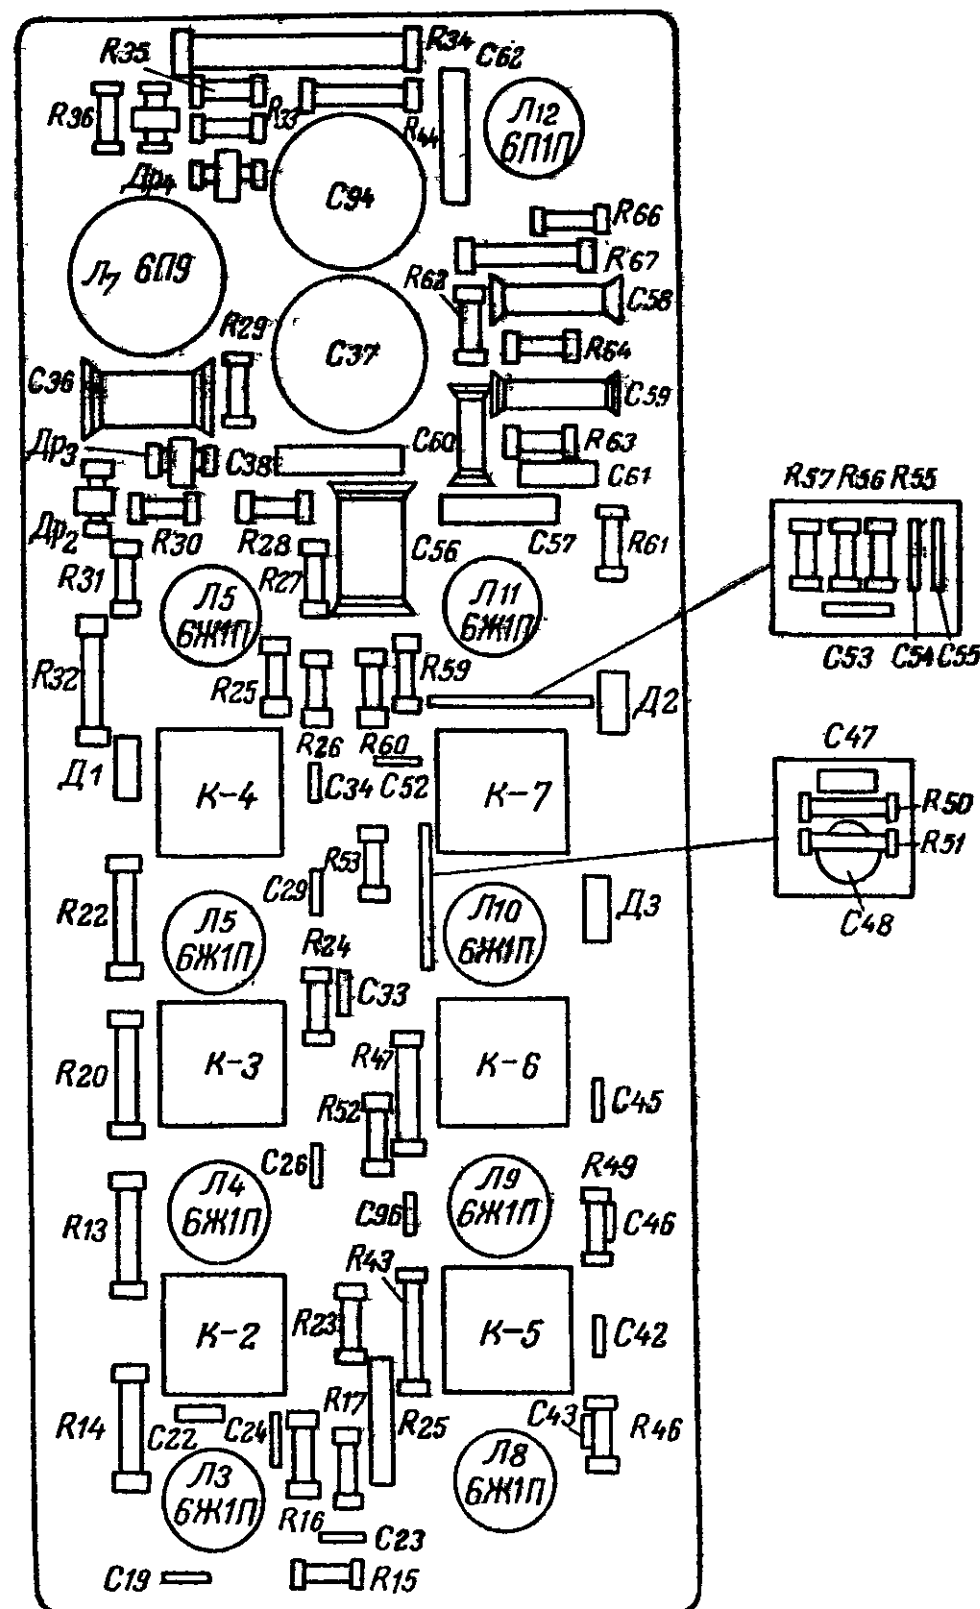 R35
R34
C62
R36
R33
R44
Л12
6П1П
Др4
C94
R66
R67
Л7 6П9
R62
C58
R29
C37
R64
C36
C59
Др3
C38
C60
R63
C61
R57 R56 R55
Др2
R30
R28
C56
C57
R61
R31
R27
Л5
6Ж1П
Л11
6Ж1П
C53 C54 C55
R32
R25
R59
Д2
R26
R60
C47
Д1
К-4
C34
C52
К-7
R50
R51
R53
C29
C48
R22
Л5
6Ж1П
Л10
6Ж1П
Д3
R24
C33
R20
К-3
R47
К-6
R52
C45
C26
R49
R13
Л4
6Ж1П
C96
Л9
6Ж1П
C46
R43
К-2
R23
К-5
C42
R17
R14
C22
C24
R25
C43
R46
Л3
6Ж1П
Л8
6Ж1П
R16
C23
C19
R15